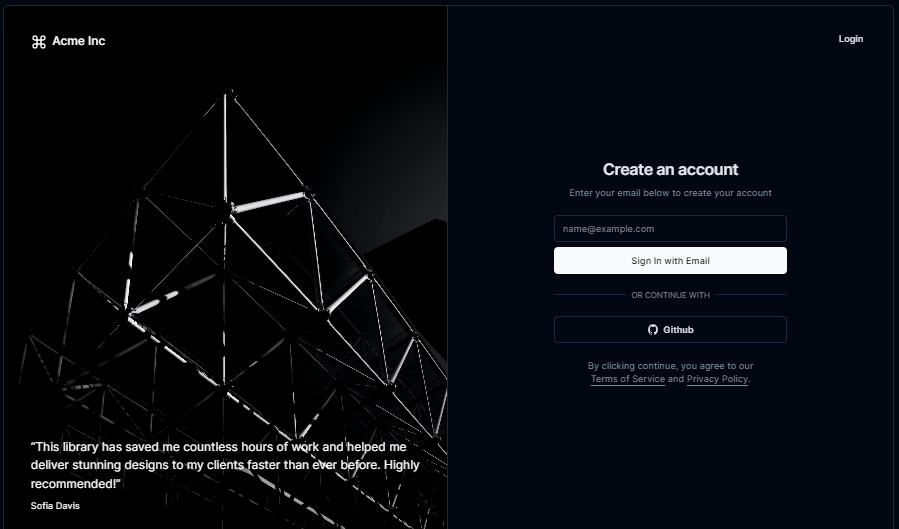 Acme Inc
Login
Create an account
Enter your email below to create your account
name@example.com
Sign In with Email
OR CONTINUE WITH
Github
By clicking continue, you agree to our
Terms of Service and Privacy Policy.
“This library has saved me countless hours of work and helped me
deliver stunning designs to my clients faster than ever before. Highly
recommended!”
Sofia Davis